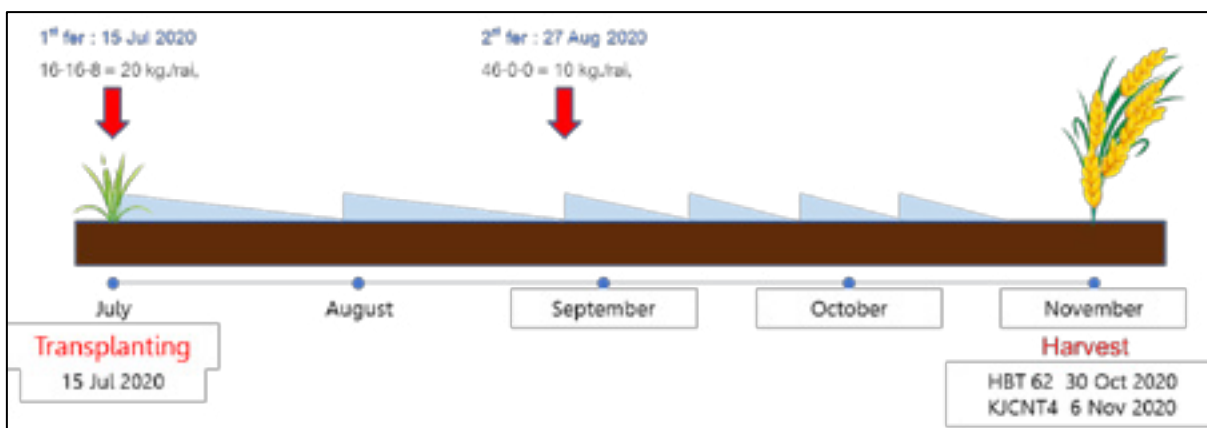 1st fer : 15 Jul 2020
16-16-8 = 20 kg./rai,
2st fer : 27 Aug 2020
46-0-0 = 10 kg./rai,
July
August
September
October
November
Transplanting
15 Jul 2020
Harvest
HBT 62 30 Oct 2020
KJCNT4 6 Nov 2020